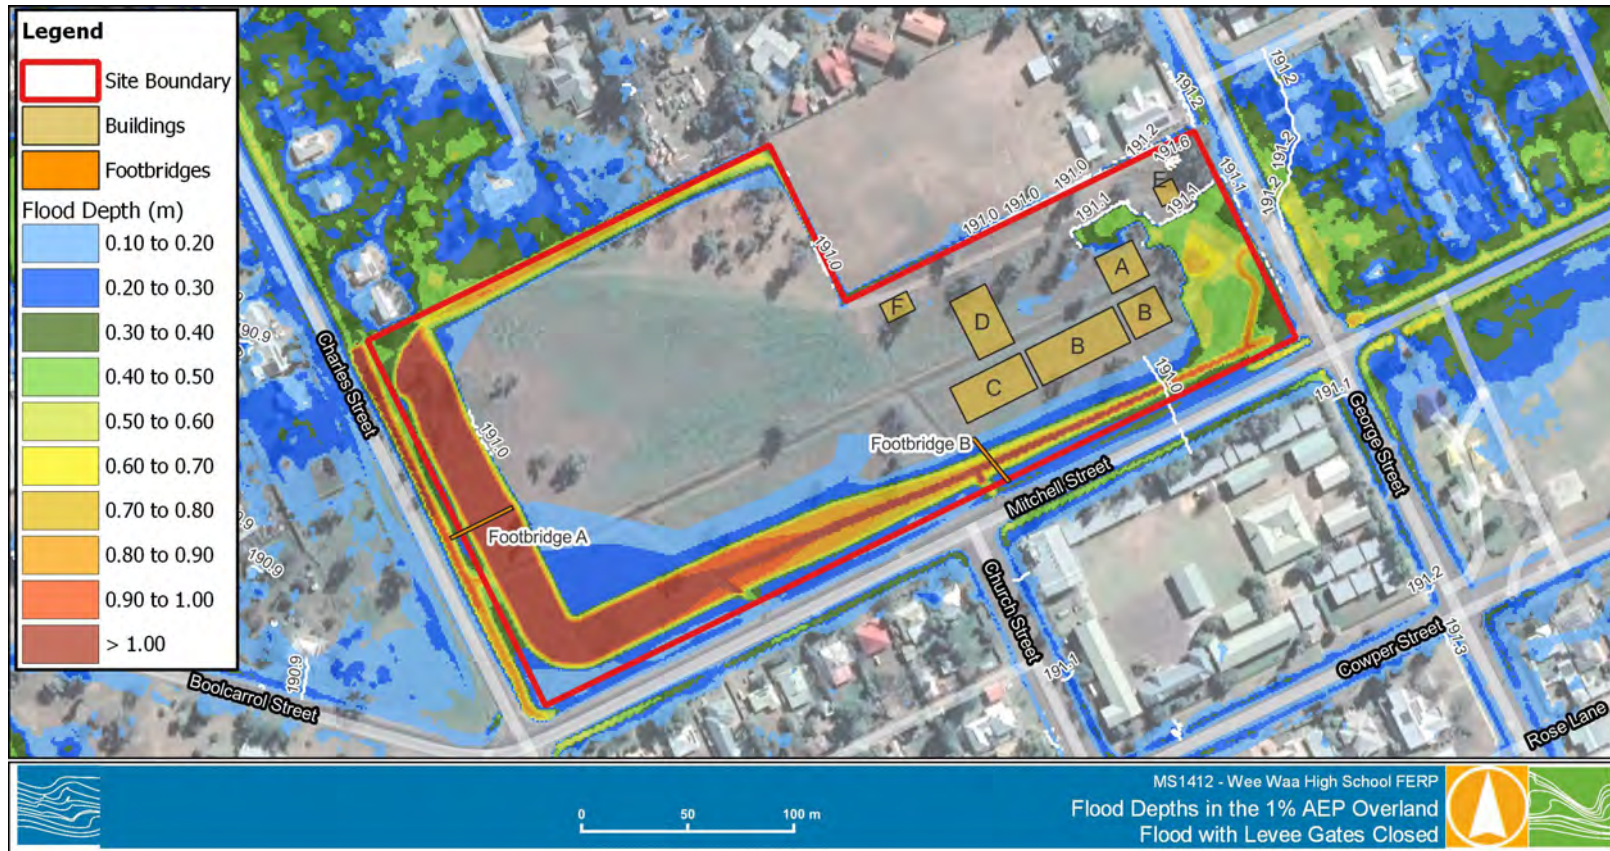 Legend
Site Boundary
Buildings
Footbridges
Flood Depth (m)
0.10 to 0.20
0.20 to 0.30
0.30 to 0.40
0.40 to 0.50
0.50 to 0.60
0.60 to 0.70
0.70 to 0.80
0.80 to 0.90
0.90 to 1.00
> 1.00
191.2
191.2
191.2
191.6
191.2
191.2
191.1
191.0
191.0
191.0
191.1
191.1
E
191.0
A
F
D
B
B
C
190.9
Charles Street
191.0
191.0
191.1
George Street
Footbridge B
Mitchell Street
Footbridge A
190.9
Church Street
191.2
191.1
191.3
Cowper Street
190.9
Boolcarrol Street
Rose Lane
0 50 100 m
MS1412 - Wee Waa High School FERP
Flood Depths in the 1% AEP Overland
Flood with Levee Gates Closed